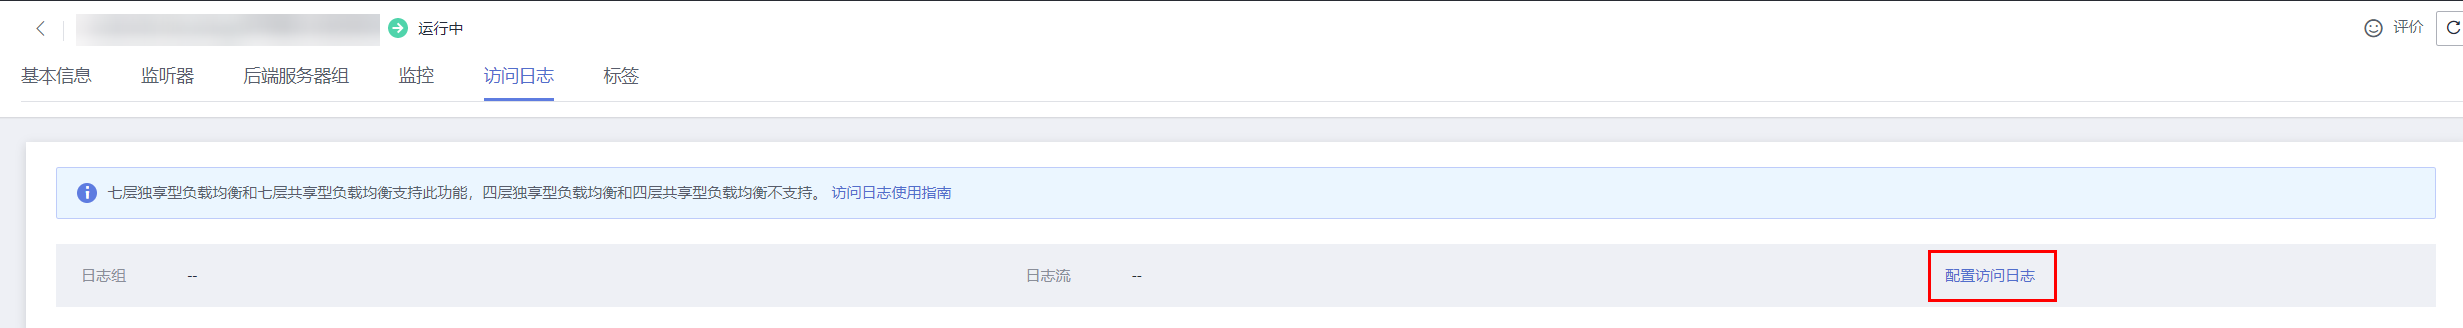 运行中
评价
基本信息 监听器 后端服务器组 监控 访问日志 标签
七层独享型负载均衡和七层共享型负载均衡支持此功能，四层独享型负载均衡和四层共享型负载均衡不支持。 访问日志使用指南
日志组 -- 日志流 -- 配置访问日志